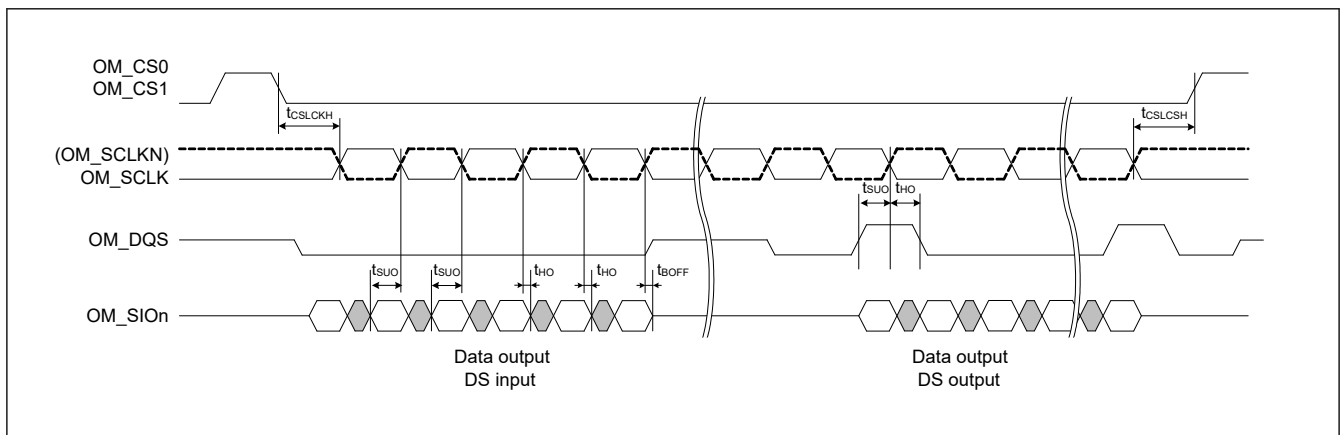 OM_CS0
OM_CS1
tCSLCKH
tCSLCSH
(OM_SCLKN)
OM_SCLK
tSUO tHO
OM_DQS
tSUO tSUO tHO tHO tBOFF
OM_SIOn
Data output
DS input
Data output
DS output